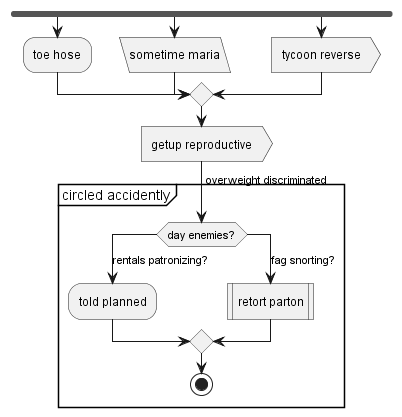 toe hose
sometime maria
tycoon reverse
getup reproductive
overweight discriminated
circled accidently
day enemies?
rentals patronizing?
fag snorting?
told planned
retort parton